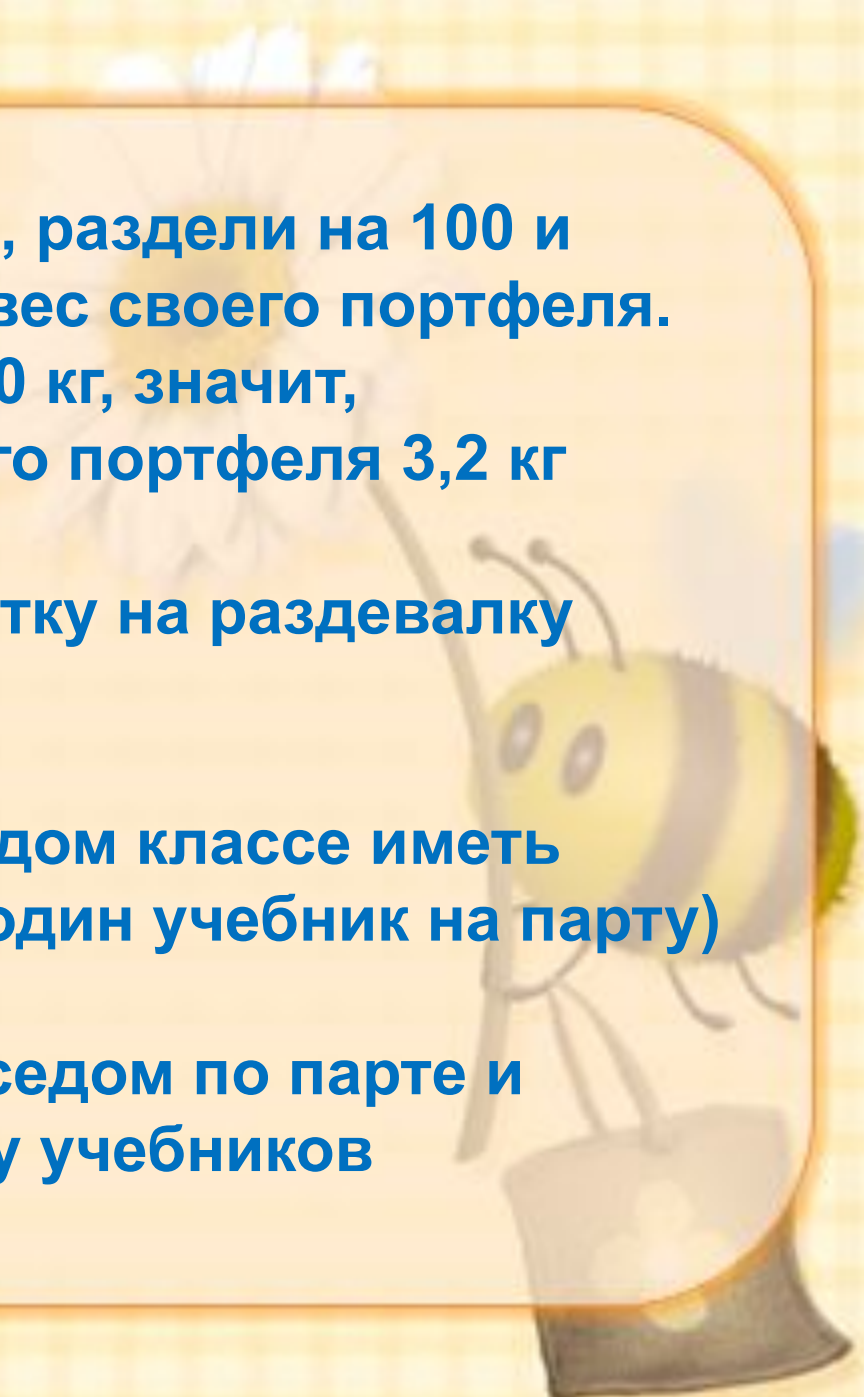 , раздели на 100 и
вес своего портфеля.
0 кг, значит,
го портфеля 3,2 кг
тку на раздевалку
дом классе иметь
один учебник на парту)
седом по парте и
у учебников